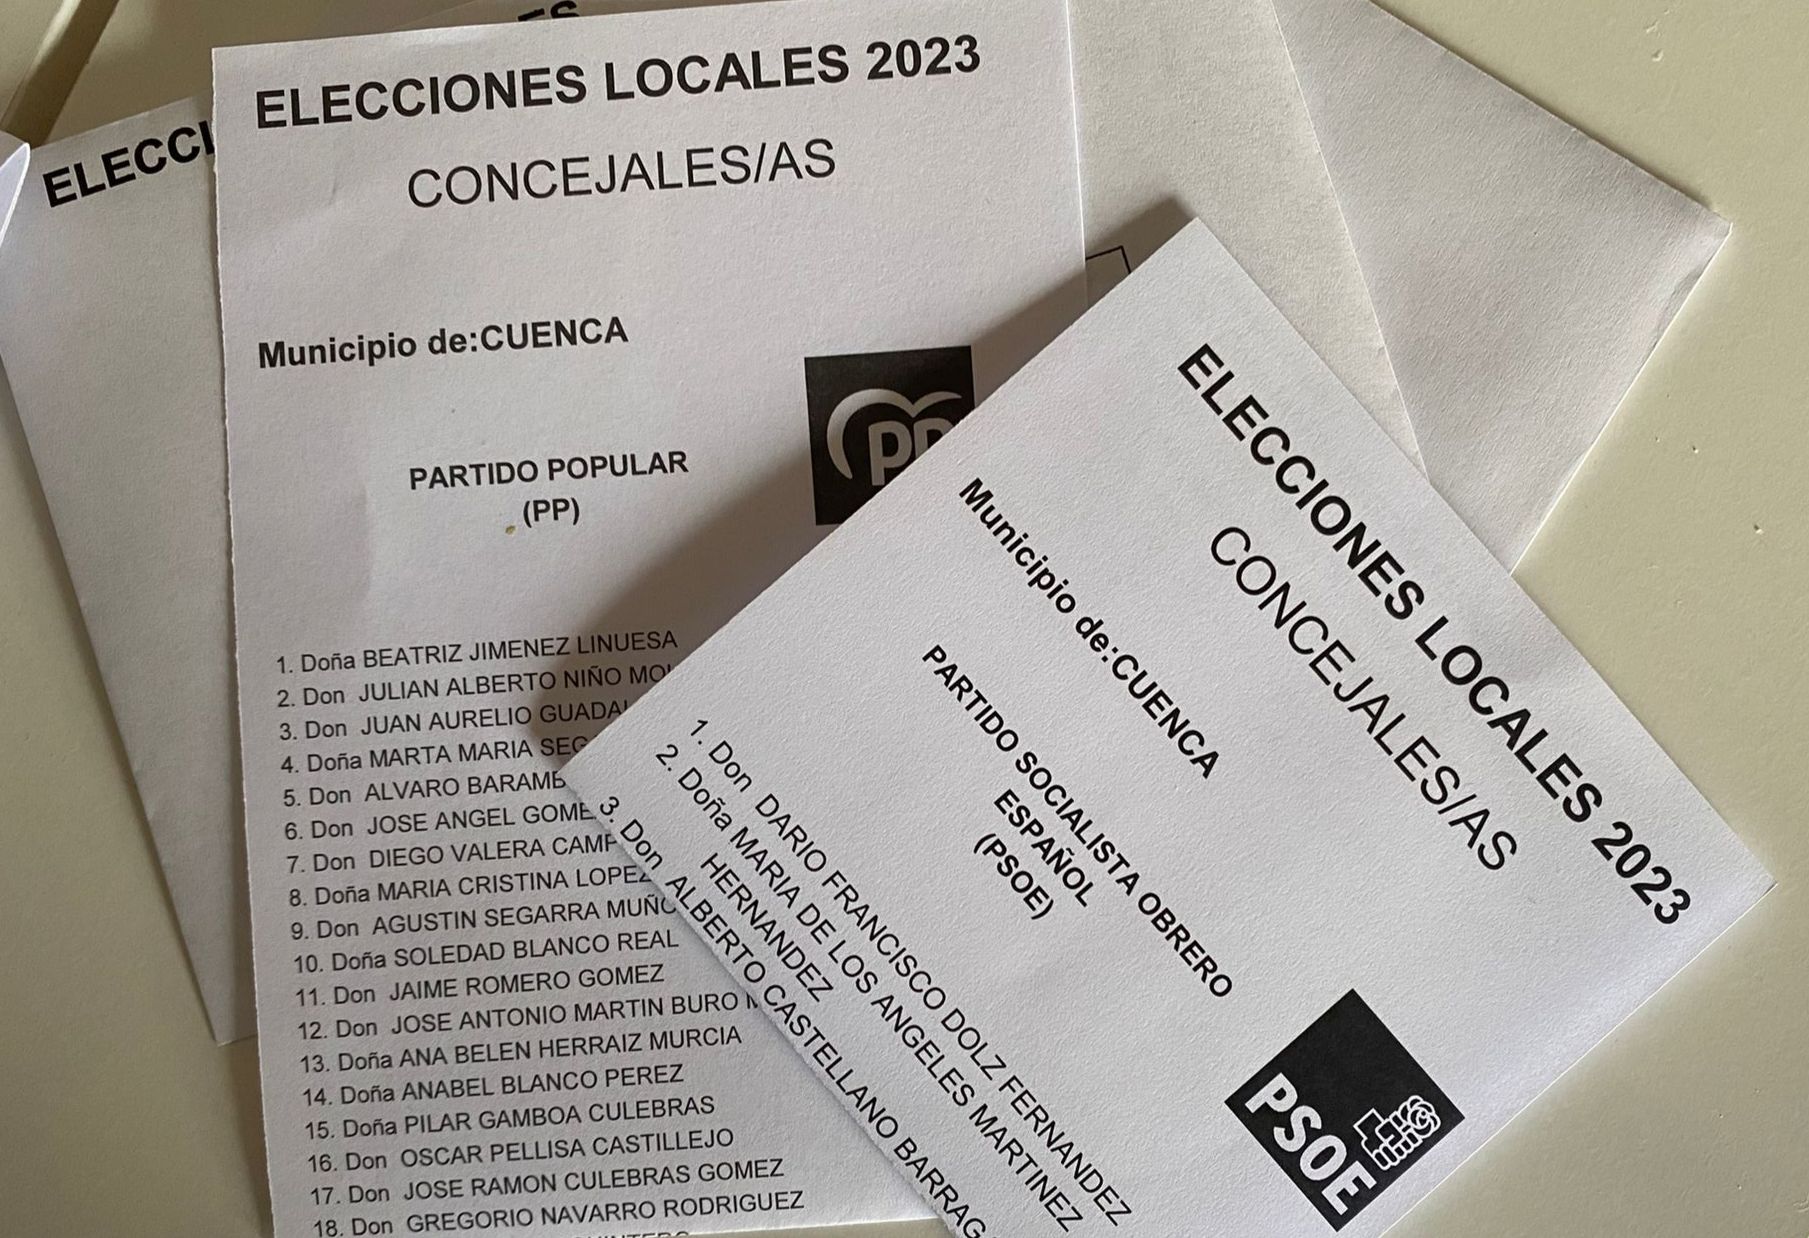 ELECCI
ELECCIONES LOCALES 2023
CONCEJALES/AS
Municipio de:CUENCA
PARTIDO POPULAR
(PP)
PP
1. Doña BEATRIZ JIMENEZ LINUESA
2. Don JULIAN ALBERTO NIÑO
3. Don JUAN AURELIO
4. Doña MARTA MARIA
5. Don ALVARO
6. Don JOSE ANGEL
7. Don DIEGO VALERA
8. Doña MARIA CRISTINA LOPEZ
9. Don AGUSTIN SEGARRA
10. Doña SOLEDAD BLANCO REAL
11. Don JAIME ROMERO GOMEZ
12. Don JOSE ANTONIO MARTIN BURO
13. Doña ANA BELEN HERRAIZ MURCIA
14. Doña ANABEL BLANCO PEREZ
15. Doña PILAR GAMBOA CULEBRAS
16. Don OSCAR PELLISA CASTILLEJO
17. Don JOSE RAMON CULEBRAS GOMEZ
18. Don GREGORIO NAVARRO RODRIGUEZ
ELECCIONES LOCALES 2023
CONCEJALES/AS
Municipio de:CUENCA
PARTIDO SOCIALISTA OBRERO
ESPAÑOL
(PSOE)
PSOE
1. Don DARIO FRANCISCO DOLZ FERNANDEZ
2. Doña MARIA DE LOS ANGELES MARTINEZ
HERNANDEZ
3. Don ALBERTO CASTELLANO BARRAG